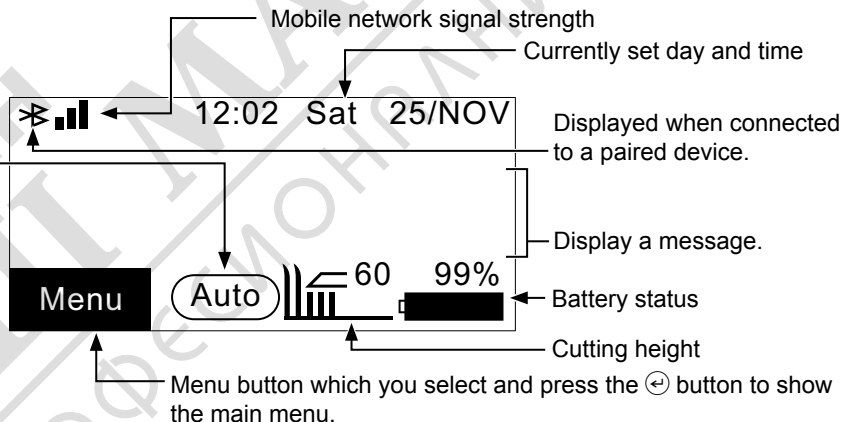 Mobile network signal strength
Currently set day and time
12:02 Sat 25/NOV
Displayed when connected
to a paired device.
Display a message.
60 99%
Menu Auto
Battery status
Cutting height
Menu button which you select and press the button to show
the main menu.